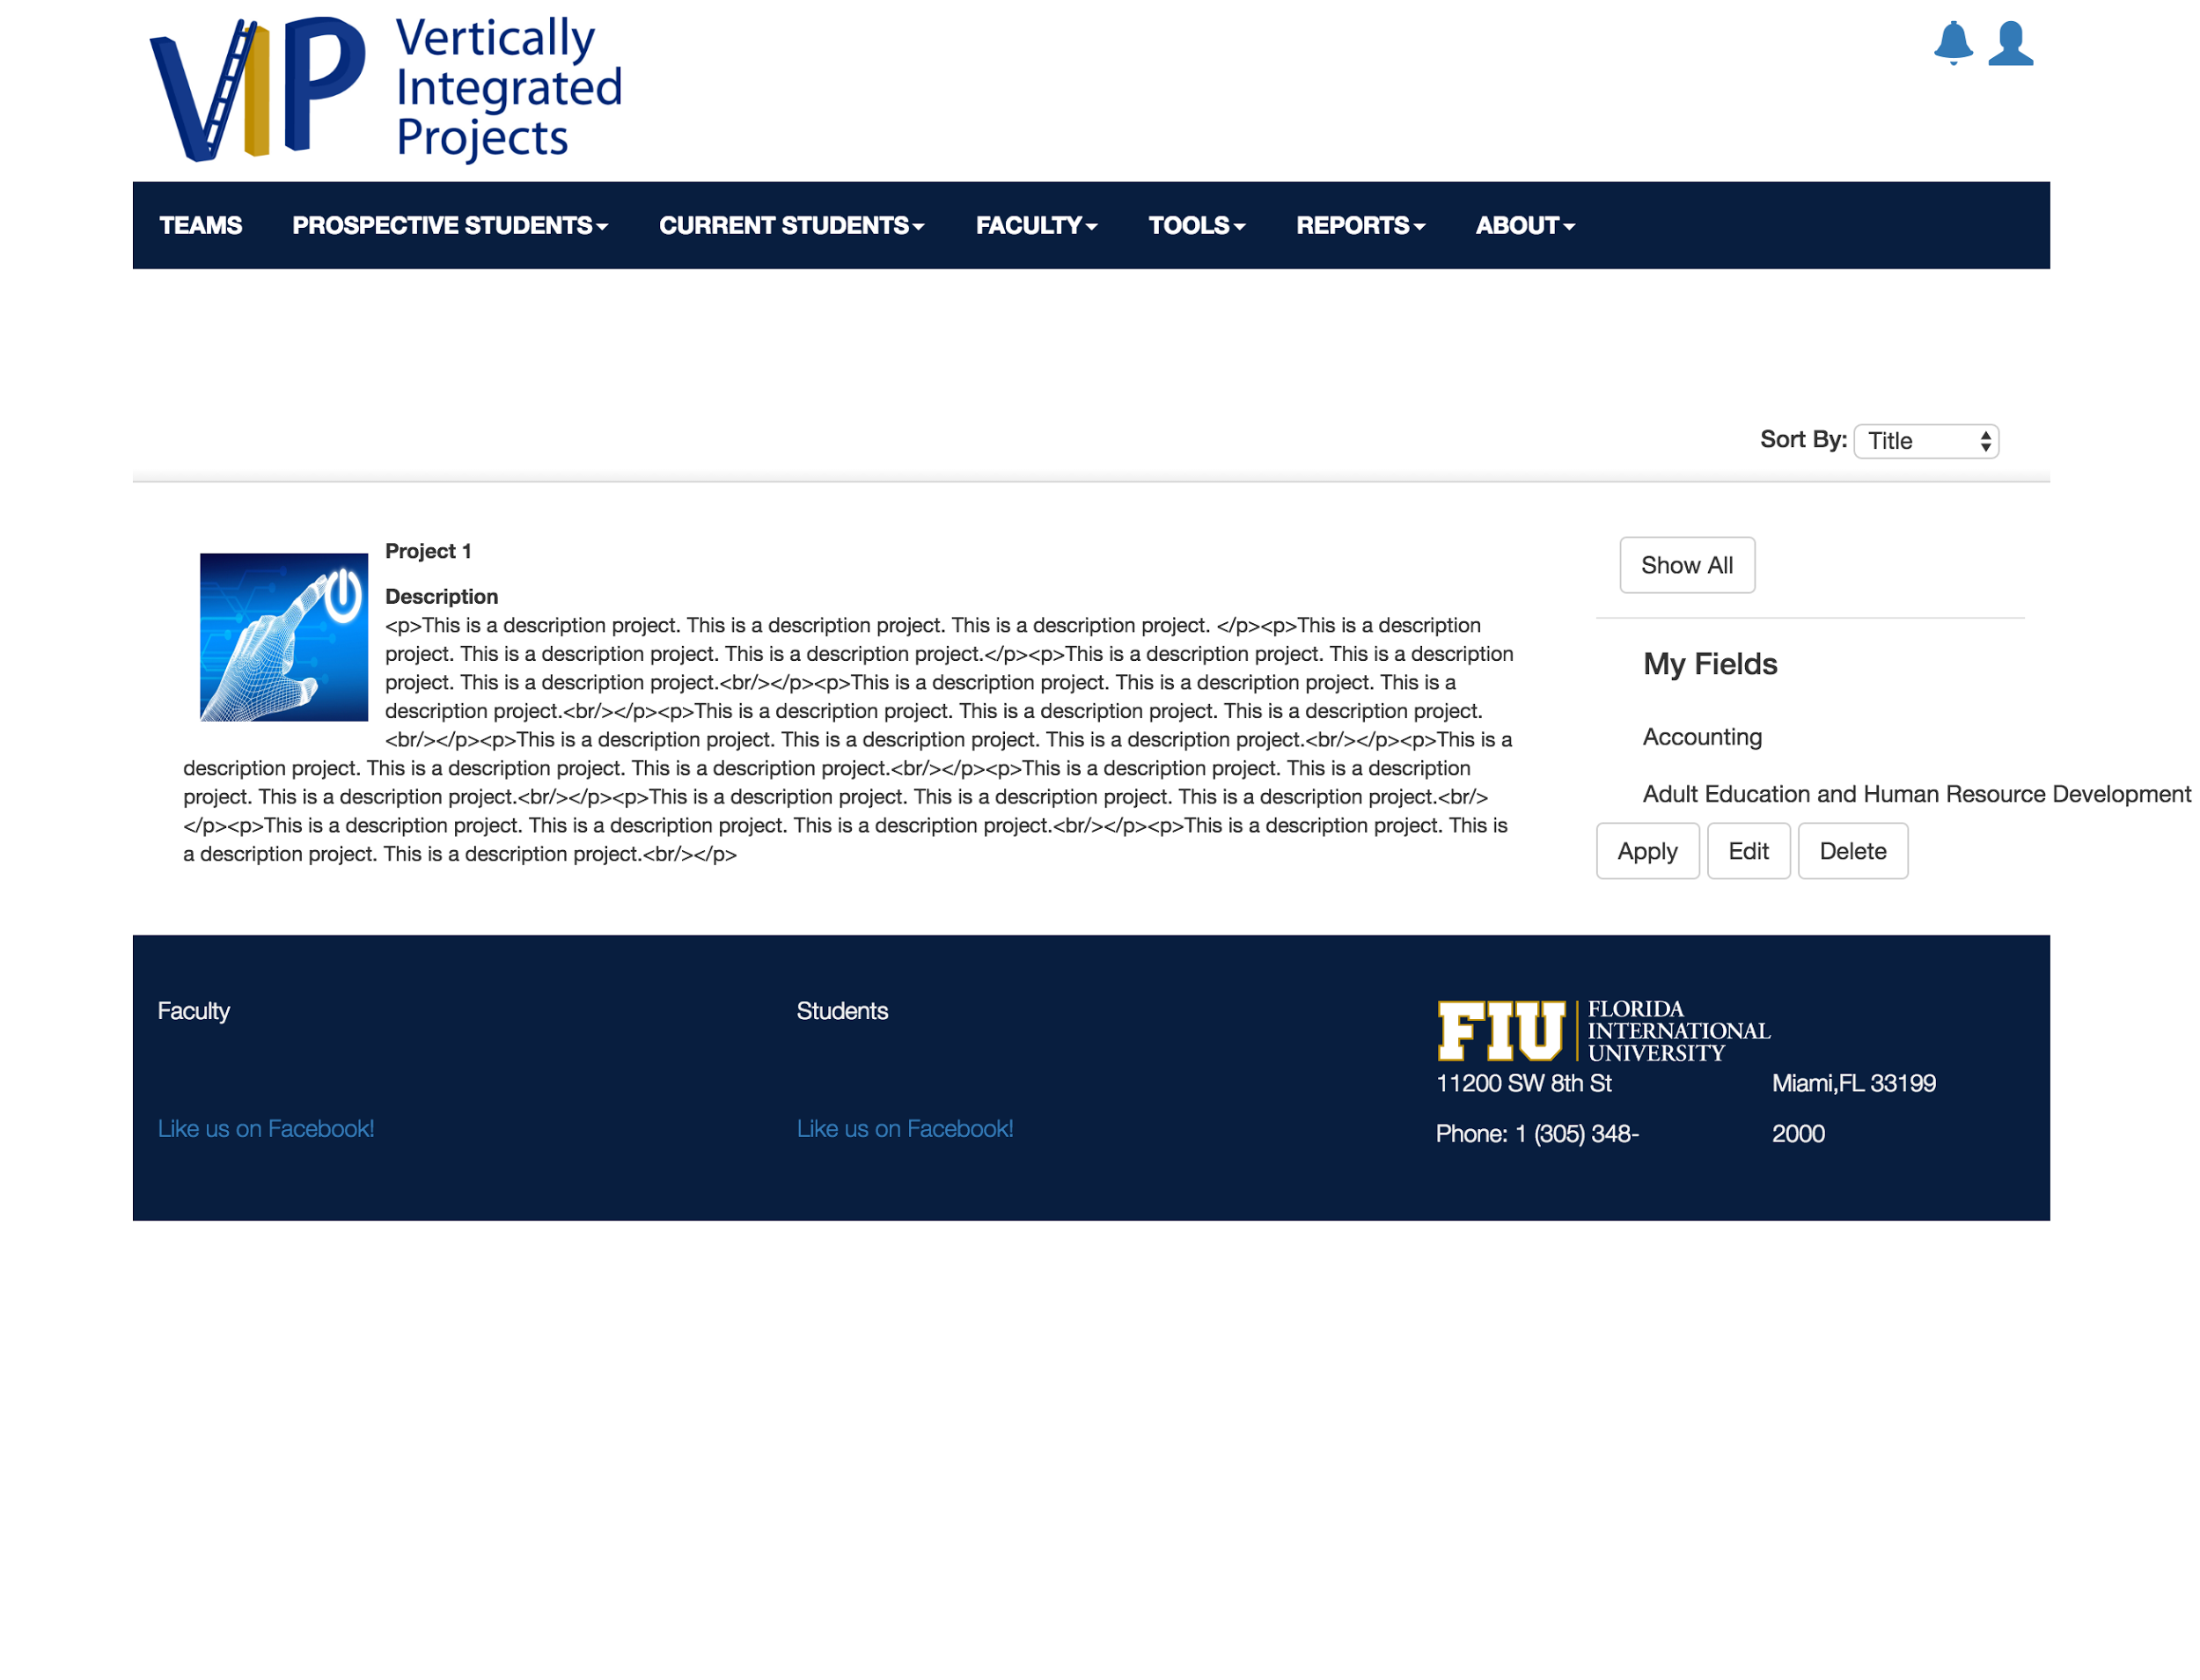 VIP
Vertically
Integrated
Projects
TEAMS PROSPECTIVE STUDENTS CURRENT STUDENTS FACULTY TOOLS REPORTS ABOUT
Sort By: Title
Project 1
Description
<p>This is a description project. This is a description project. This is a description project. </p><p>This is a description
project. This is a description project. This is a description project.</p><p>This is a description project. This is a description
project. This is a description project.<br/></p><p>This is a description project. This is a description project. This is a
description project.<br/></p><p>This is a description project. This is a description project. This is a description project.
<br/></p><p>This is a description project. This is a description project. This is a description project.<br/></p><p>This is a
description project. This is a description project. This is a description project.<br/></p><p>This is a description project. This is a description
project. This is a description project.<br/></p><p>This is a description project. This is a description project. This is a description project.<br/>
</p><p>This is a description project. This is a description project. This is a description project.<br/></p><p>This is a description project. This is
a description project. This is a description project.<br/></p>
Show All
My Fields
Accounting
Adult Education and Human Resource Development
Apply Edit Delete
Faculty
Like us on Facebook!
Students
Like us on Facebook!
FIU
FLORIDA
INTERNATIONAL
UNIVERSITY
11200 SW 8th St Miami,FL 33199
Phone: 1 (305) 348- 2000